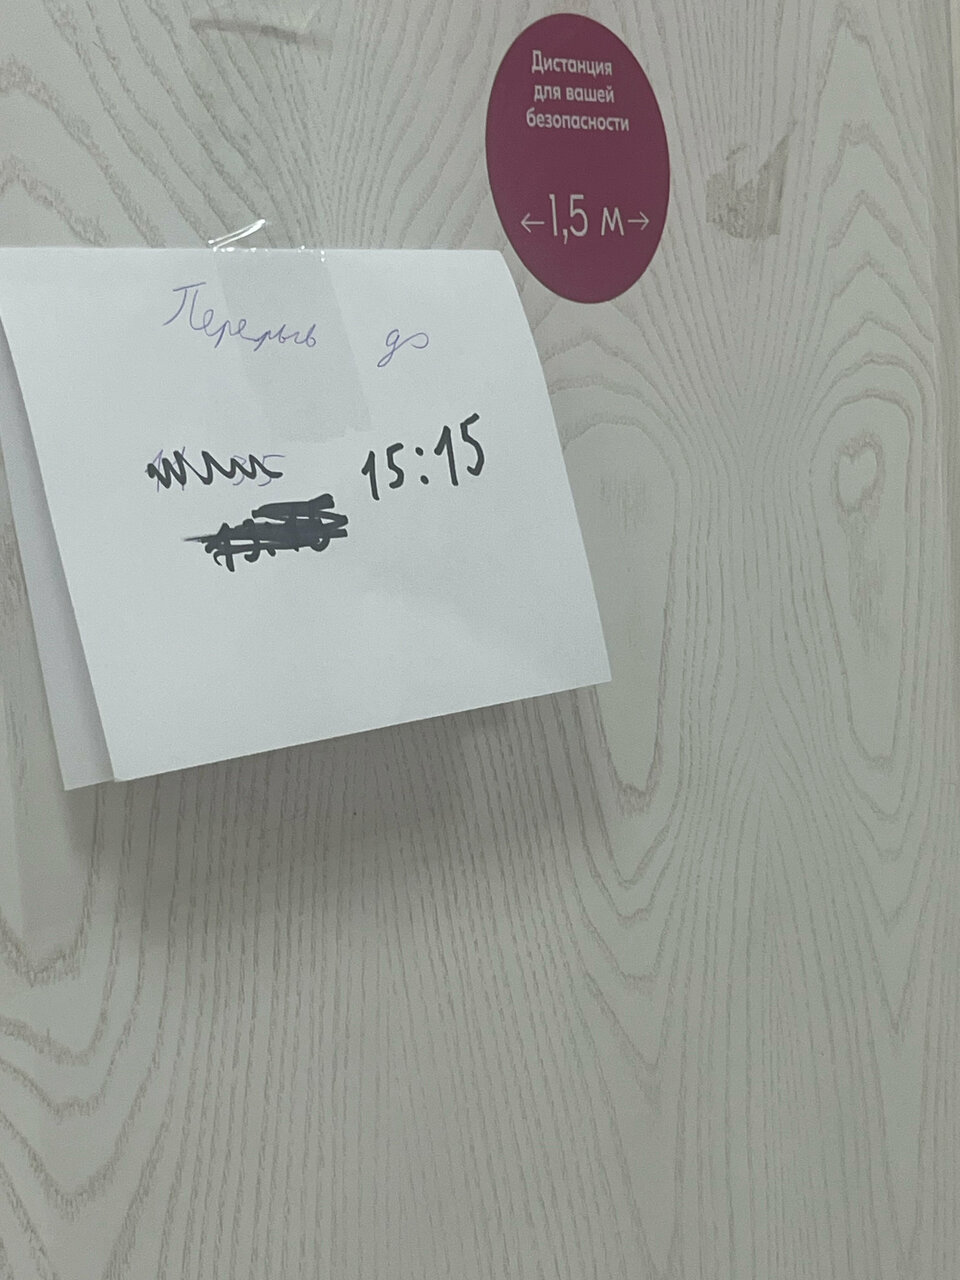 Дистанция
для вашей
безопасности
←1,5 м→
Перерыв до
15:15